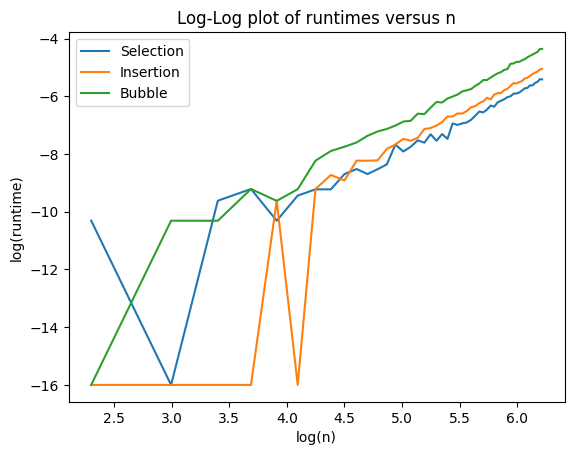 Log-Log plot of runtimes versus n
Selection
Insertion
Bubble
log(runtime)
−4
−6
−8
−10
−12
−14
−16
2.5 3.0 3.5 4.0 4.5 5.0 5.5 6.0
log(n)